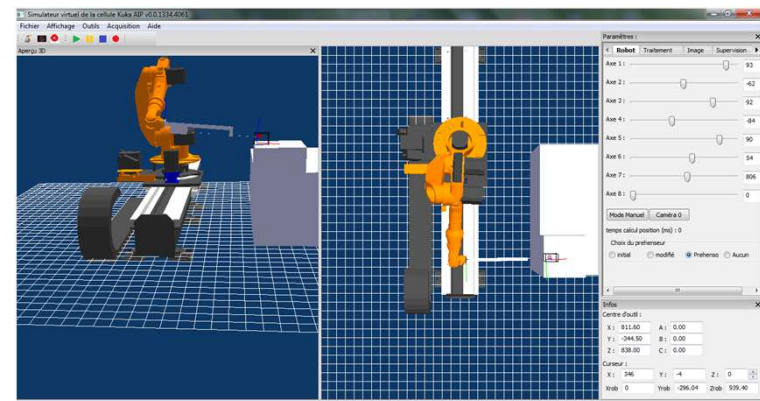 Simulateur virtuel de la cellule Kuka AIP v0.0.1334.4061
Fichier Affichage Outils Acquisition Aide
Aperçu 3D
Paramètres :
Robot Traitement Image Supervision
Axe 1 : 93
Axe 2 : -62
Axe 3 : 92
Axe 4 : -84
Axe 5 : 90
Axe 6 : 54
Axe 7 : 806
Axe 8 : 0
Mode Manuel Caméra 0
temps calcul position (ms) : 0
Choix du prehenseur
initial modifié Prehenso Aucun
Infos
Centre d'outil :
X : 811.60 A : 0.00
Y : -344.50 B : 0.00
Z : 838.00 C : 0.00
Curseur :
X : 346 Y : -4 Z : 0
Xrob 0 Yrob -296.04 Zrob 939.40